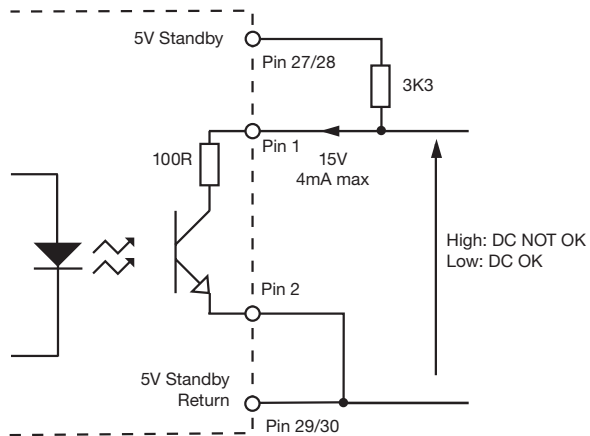 5V Standby
Pin 27/28
3K3
Pin 1
100R
15V
4mA max
High: DC NOT OK
Low: DC OK
Pin 2
5V Standby
Return
Pin 29/30